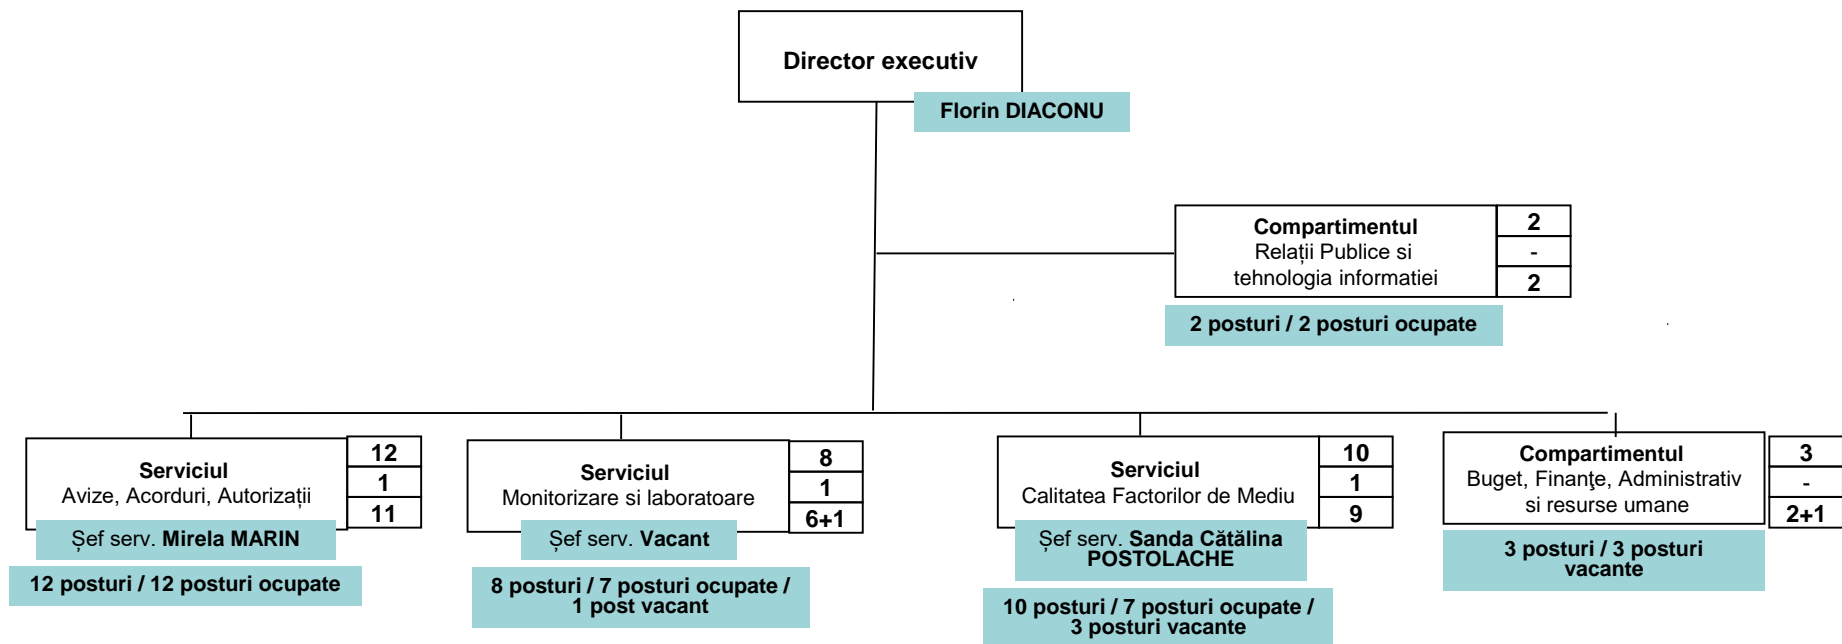 Director executiv
Florin DIACONU
Compartimentul
Relații Publice si
tehnologia informatiei
2
-
2
2 posturi / 2 posturi ocupate
Serviciul
Avize, Acorduri, Autorizații
12
1
11
Șef serv. Mirela MARIN
12 posturi / 12 posturi ocupate
Serviciul
Monitorizare si laboratoare
8
1
6+1
Șef serv. Vacant
8 posturi / 7 posturi ocupate /
1 post vacant
Serviciul
Calitatea Factorilor de Mediu
10
1
9
Șef serv. Sanda Cătălina
POSTOLACHE
10 posturi / 7 posturi ocupate /
3 posturi vacante
Compartimentul
Buget, Finanţe, Administrativ
si resurse umane
3
-
2+1
3 posturi / 3 posturi
vacante